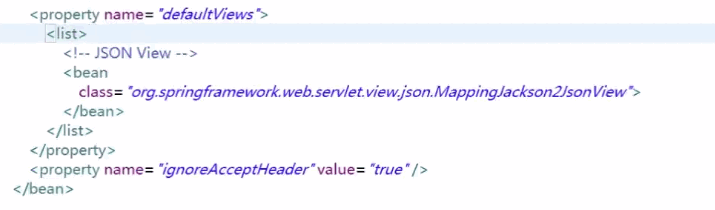 <property name="defaultViews">
<list>
<!-- JSON View -->
<bean
class="org.springframework.web.servlet.view.json.MappingJackson2JsonView">
</bean>
</list>
</property>
<property name="ignoreAcceptHeader" value="true" />
</bean>